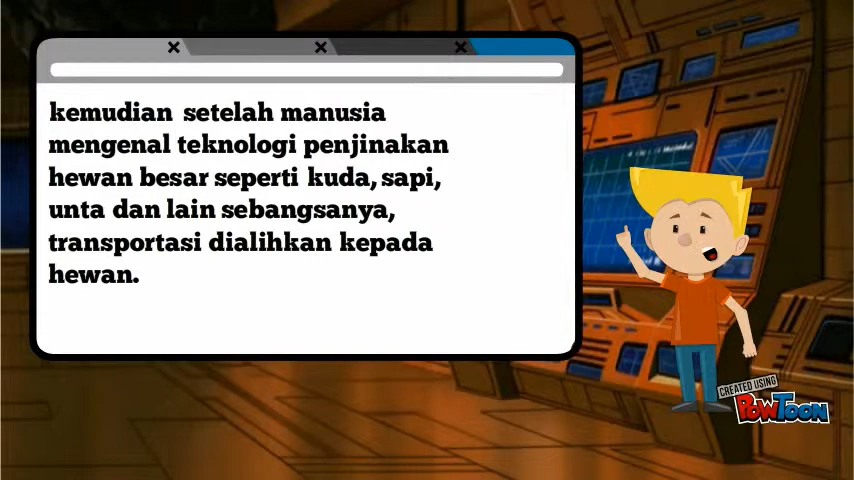 kemudian setelah manusia
mengenal teknologi penjinakan
hewan besar seperti kuda, sapi,
unta dan lain sebangsanya,
transportasi dialihkan kepada
hewan.
CREATED USING
POWTOON